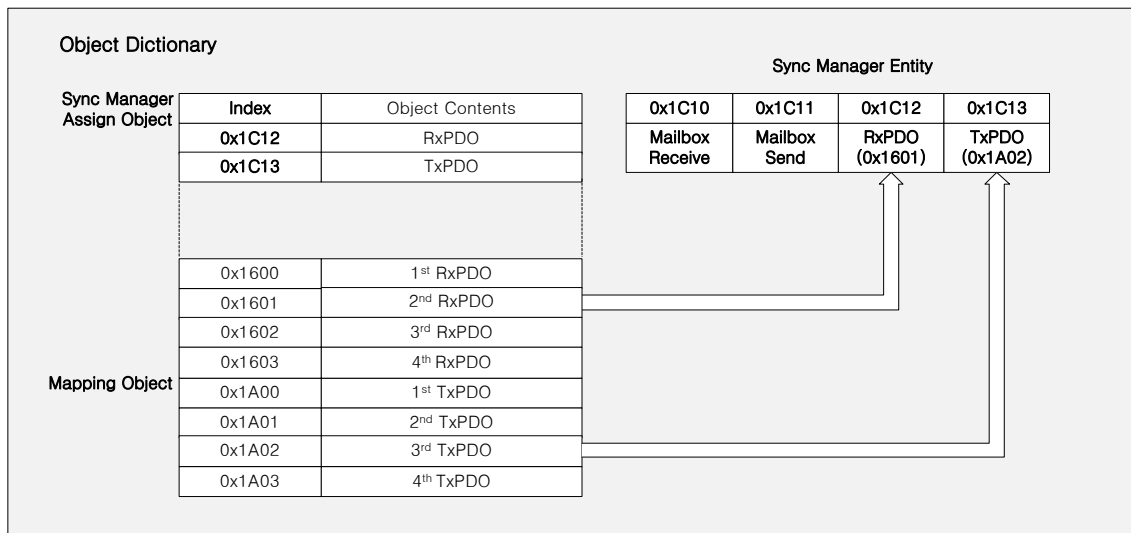 Object Dictionary
Sync Manager Entity
Sync Manager
Assign Object
Index Object Contents
0x1C12 RxPDO
0x1C13 TxPDO
0x1C10 0x1C11 0x1C12 0x1C13
Mailbox Mailbox RxPDO TxPDO
Receive Send (0x1601) (0x1A02)
Mapping Object
0x1600 1st RxPDO
0x1601 2nd RxPDO
0x1602 3rd RxPDO
0x1603 4th RxPDO
0x1A00 1st TxPDO
0x1A01 2nd TxPDO
0x1A02 3rd TxPDO
0x1A03 4th TxPDO